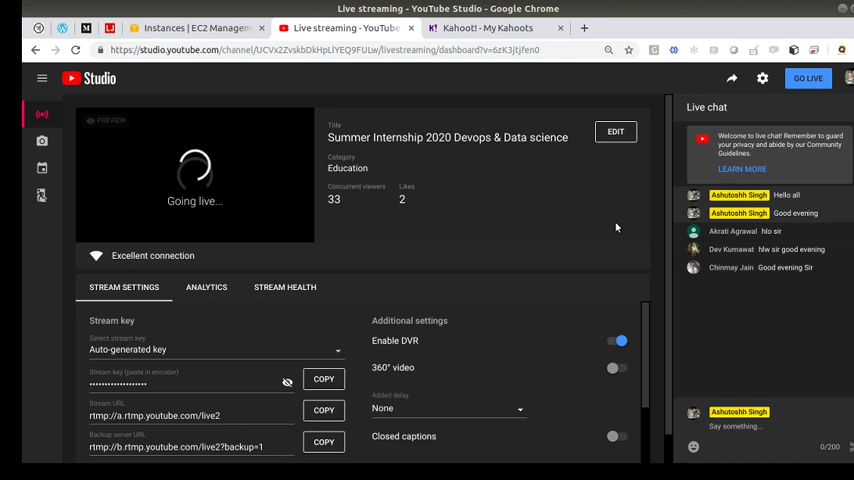 Live streaming - YouTube Studio - Google Chrome
Instances | EC2 Managem
Live streaming - YouTube
Kahoot! - My Kahoots
https://studio.youtube.com/channel/UCVx2ZvskbDkHpLlYEQ9FULw/livestreaming/dashboard?v=6zK3jtjfen0
Studio
GO LIVE
PREVIEW
Going live...
Title
Summer Internship 2020 Devops & Data science
EDIT
Category
Education
Concurrent viewers
Likes
33
2
Excellent connection
STREAM SETTINGS
ANALYTICS
STREAM HEALTH
Stream key
Select stream key
Auto-generated key
Stream key (paste in encoder)
••••••••••••••••••
COPY
Stream URL
rtmp://a.rtmp.youtube.com/live2
COPY
Backup server URL
rtmp://b.rtmp.youtube.com/live2?backup=1
COPY
Additional settings
Enable DVR
360° video
Added delay
None
Closed captions
Live chat
Welcome to live chat! Remember to guard
your privacy and abide by our Community
Guidelines.
LEARN MORE
Ashutoshh Singh Hello all
Ashutoshh Singh Good evening
Akrati Agrawal hlo sir
Dev Kumawat hlw sir good evening
Chinmay Jain Good evening Sir
Ashutoshh Singh
Say something...
0/200